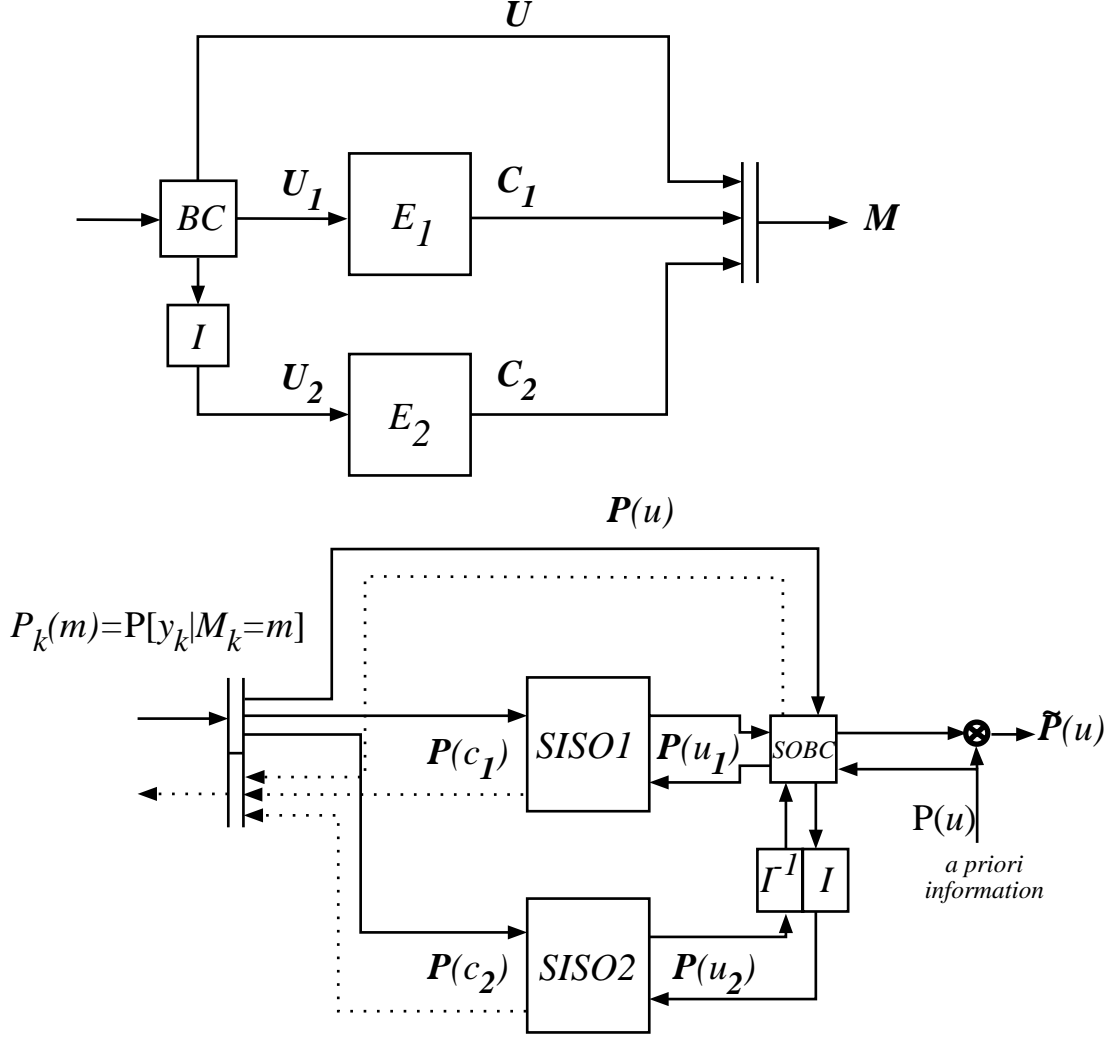 U
BC
U1
E1
C1
M
I
U2
E2
C2
P(u)
Pk(m)=P[yk|Mk=m]
P(c1)
SISO1
P(u1)
SOBC
P̃(u)
P(u)
a priori
information
I-1
I
P(c2)
SISO2
P(u2)